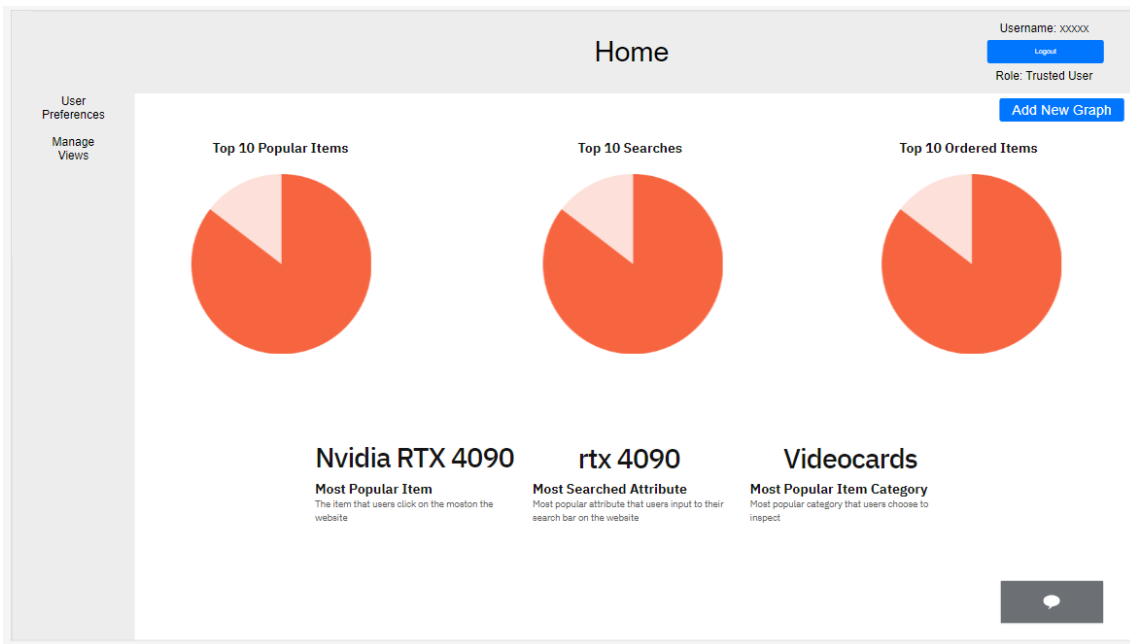 Home
Username: xxxxx
Logout
Role: Trusted User
User
Preferences
Manage
Views
Add New Graph
Top 10 Popular Items
Top 10 Searches
Top 10 Ordered Items
Nvidia RTX 4090
Most Popular Item
The item that users click on the moston the
website
rtx 4090
Most Searched Attribute
Most popular attribute that users input to their
search bar on the website
Videocards
Most Popular Item Category
Most popular category that users choose to
inspect